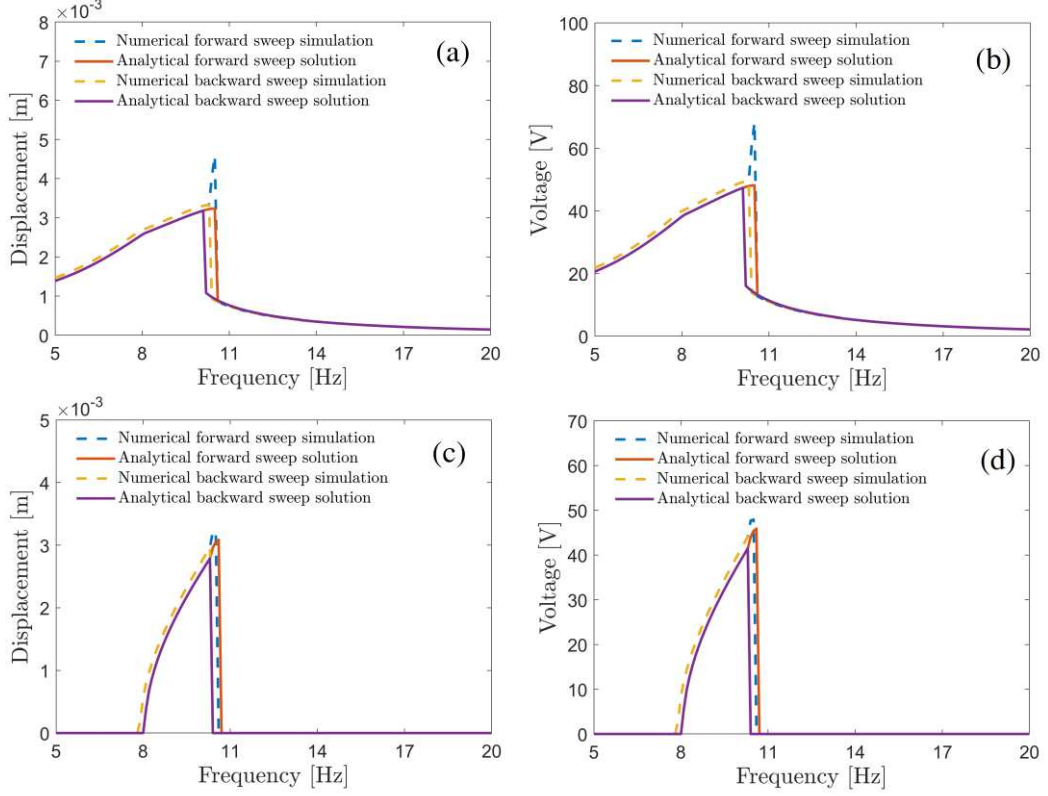 ×10⁻³
8
7
6
5
4
3
2
1
0
Displacement [m]
Numerical forward sweep simulation
Analytical forward sweep solution
Numerical backward sweep simulation
Analytical backward sweep solution
(a)
5 8 11 14 17 20
Frequency [Hz]
100
80
60
40
20
0
Voltage [V]
Numerical forward sweep simulation
Analytical forward sweep solution
Numerical backward sweep simulation
Analytical backward sweep solution
(b)
5 8 11 14 17 20
Frequency [Hz]
×10⁻³
5
4
3
2
1
0
Displacement [m]
Numerical forward sweep simulation
Analytical forward sweep solution
Numerical backward sweep simulation
Analytical backward sweep solution
(c)
5 8 11 14 17 20
Frequency [Hz]
70
60
50
40
30
20
10
0
Voltage [V]
Numerical forward sweep simulation
Analytical forward sweep solution
Numerical backward sweep simulation
Analytical backward sweep solution
(d)
5 8 11 14 17 20
Frequency [Hz]